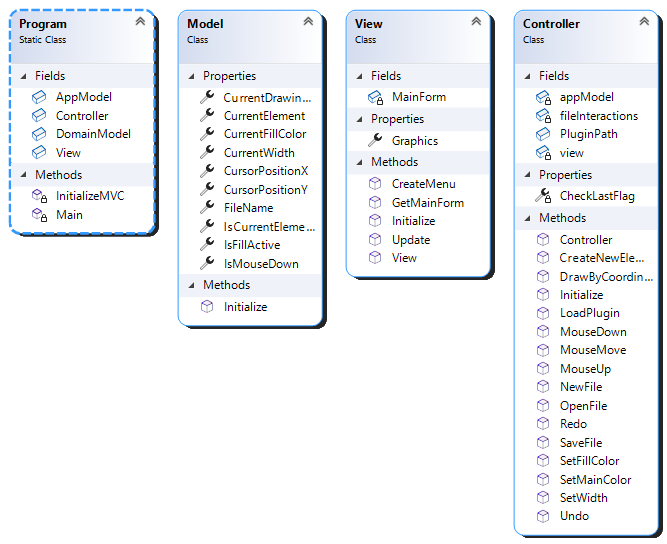 Program
Static Class
Fields
AppModel
Controller
DomainModel
View
Methods
InitializeMVC
Main
Model
Class
Properties
CurrentDrawin...
CurrentElement
CurrentFillColor
CurrentWidth
CursorPositionX
CursorPositionY
FileName
IsCurrentEleme...
IsFillActive
IsMouseDown
Methods
Initialize
View
Class
Fields
MainForm
Properties
Graphics
Methods
CreateMenu
GetMainForm
Initialize
Update
View
Controller
Class
Fields
appModel
fileInteractions
PluginPath
view
Properties
CheckLastFlag
Methods
Controller
CreateNewEle...
DrawByCoordin...
Initialize
LoadPlugin
MouseDown
MouseMove
MouseUp
NewFile
OpenFile
Redo
SaveFile
SetFillColor
SetMainColor
SetWidth
Undo